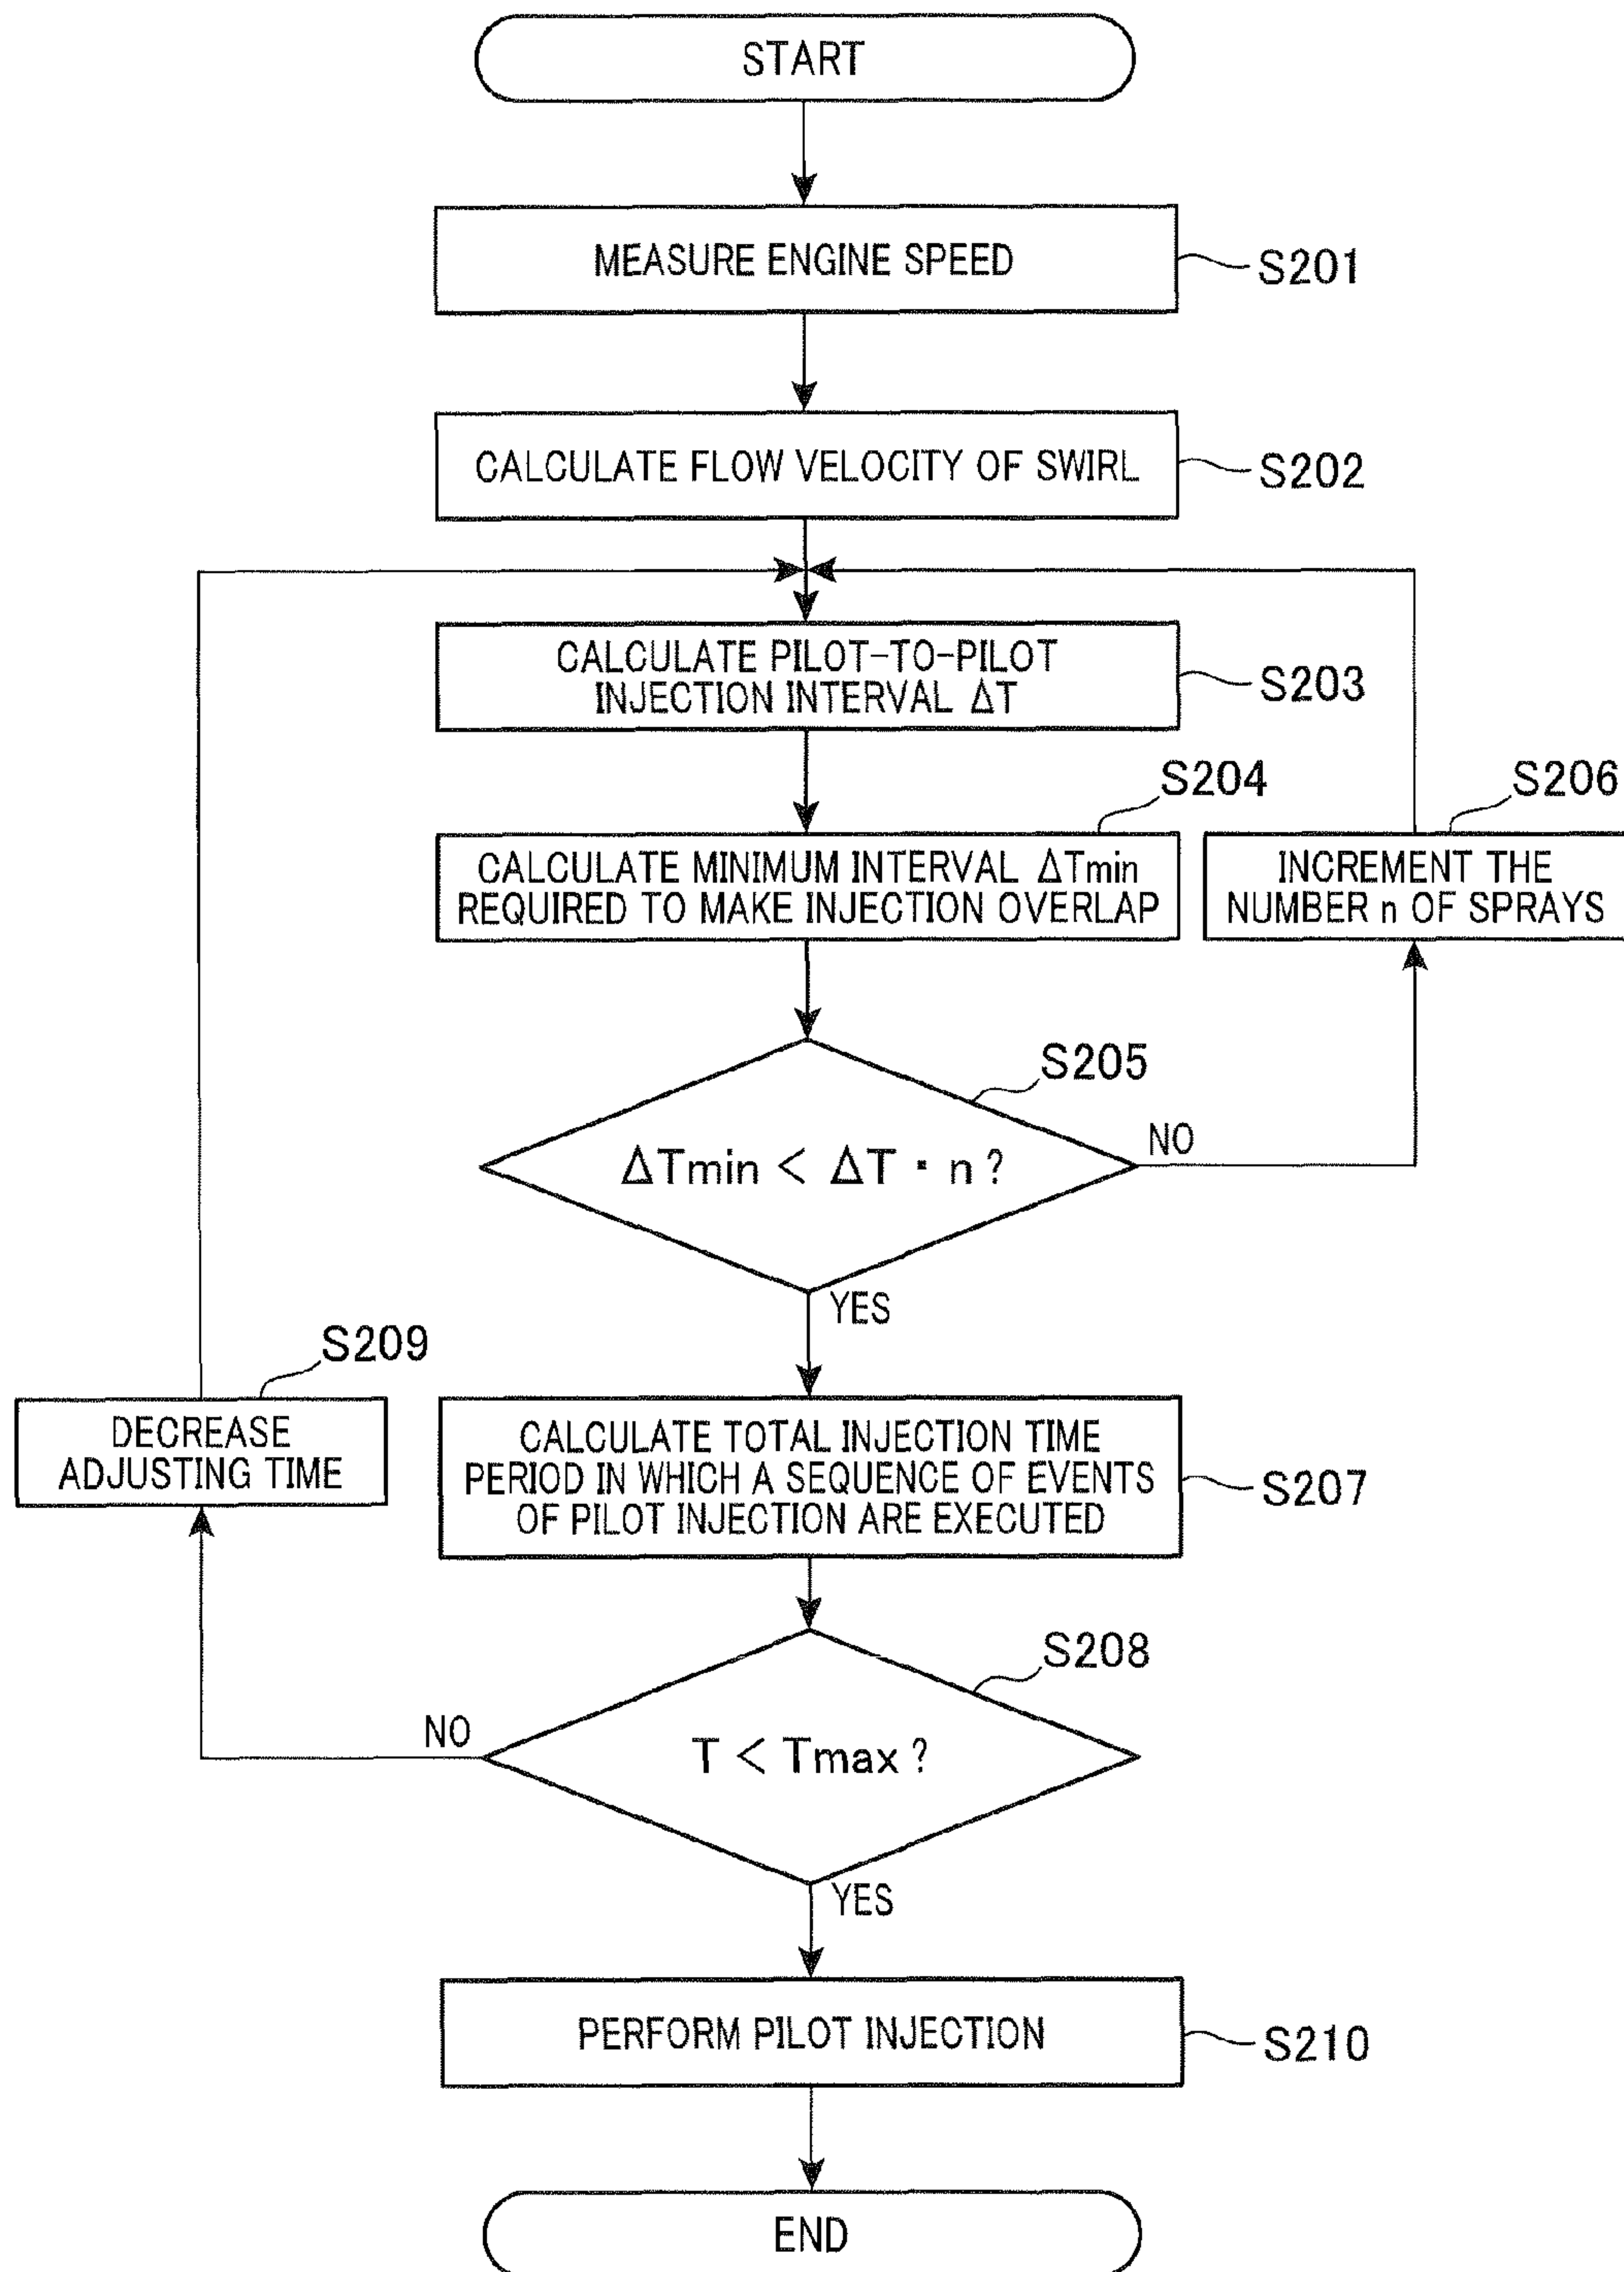 START
MEASURE ENGINE SPEED
S201
CALCULATE FLOW VELOCITY OF SWIRL
S202
CALCULATE PILOT-TO-PILOT
INJECTION INTERVAL ΔT
S203
S204
CALCULATE MINIMUM INTERVAL ΔTmin
REQUIRED TO MAKE INJECTION OVERLAP
S206
INCREMENT THE
NUMBER n OF SPRAYS
S205
ΔTmin < ΔT・n ?
NO
YES
S209
DECREASE
ADJUSTING TIME
CALCULATE TOTAL INJECTION TIME
PERIOD IN WHICH A SEQUENCE OF EVENTS
OF PILOT INJECTION ARE EXECUTED
S207
S208
T < Tmax ?
NO
YES
PERFORM PILOT INJECTION
S210
END